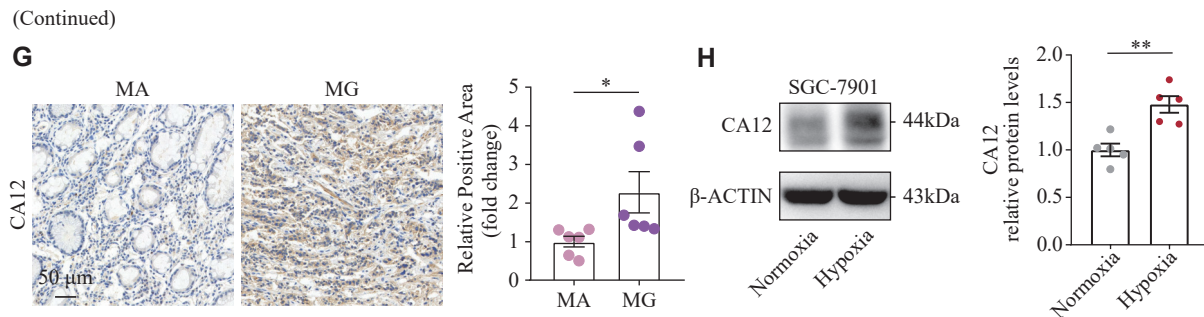 (Continued)
G
MA
MG
CA12
50 μm
Relative Positive Area
(fold change)
5
4
3
2
1
0
*
MA
MG
H
SGC-7901
CA12
44kDa
β-ACTIN
43kDa
Normoxia
Hypoxia
CA12
relative protein levels
2.0
1.5
1.0
0.5
0.0
**
Normoxia
Hypoxia